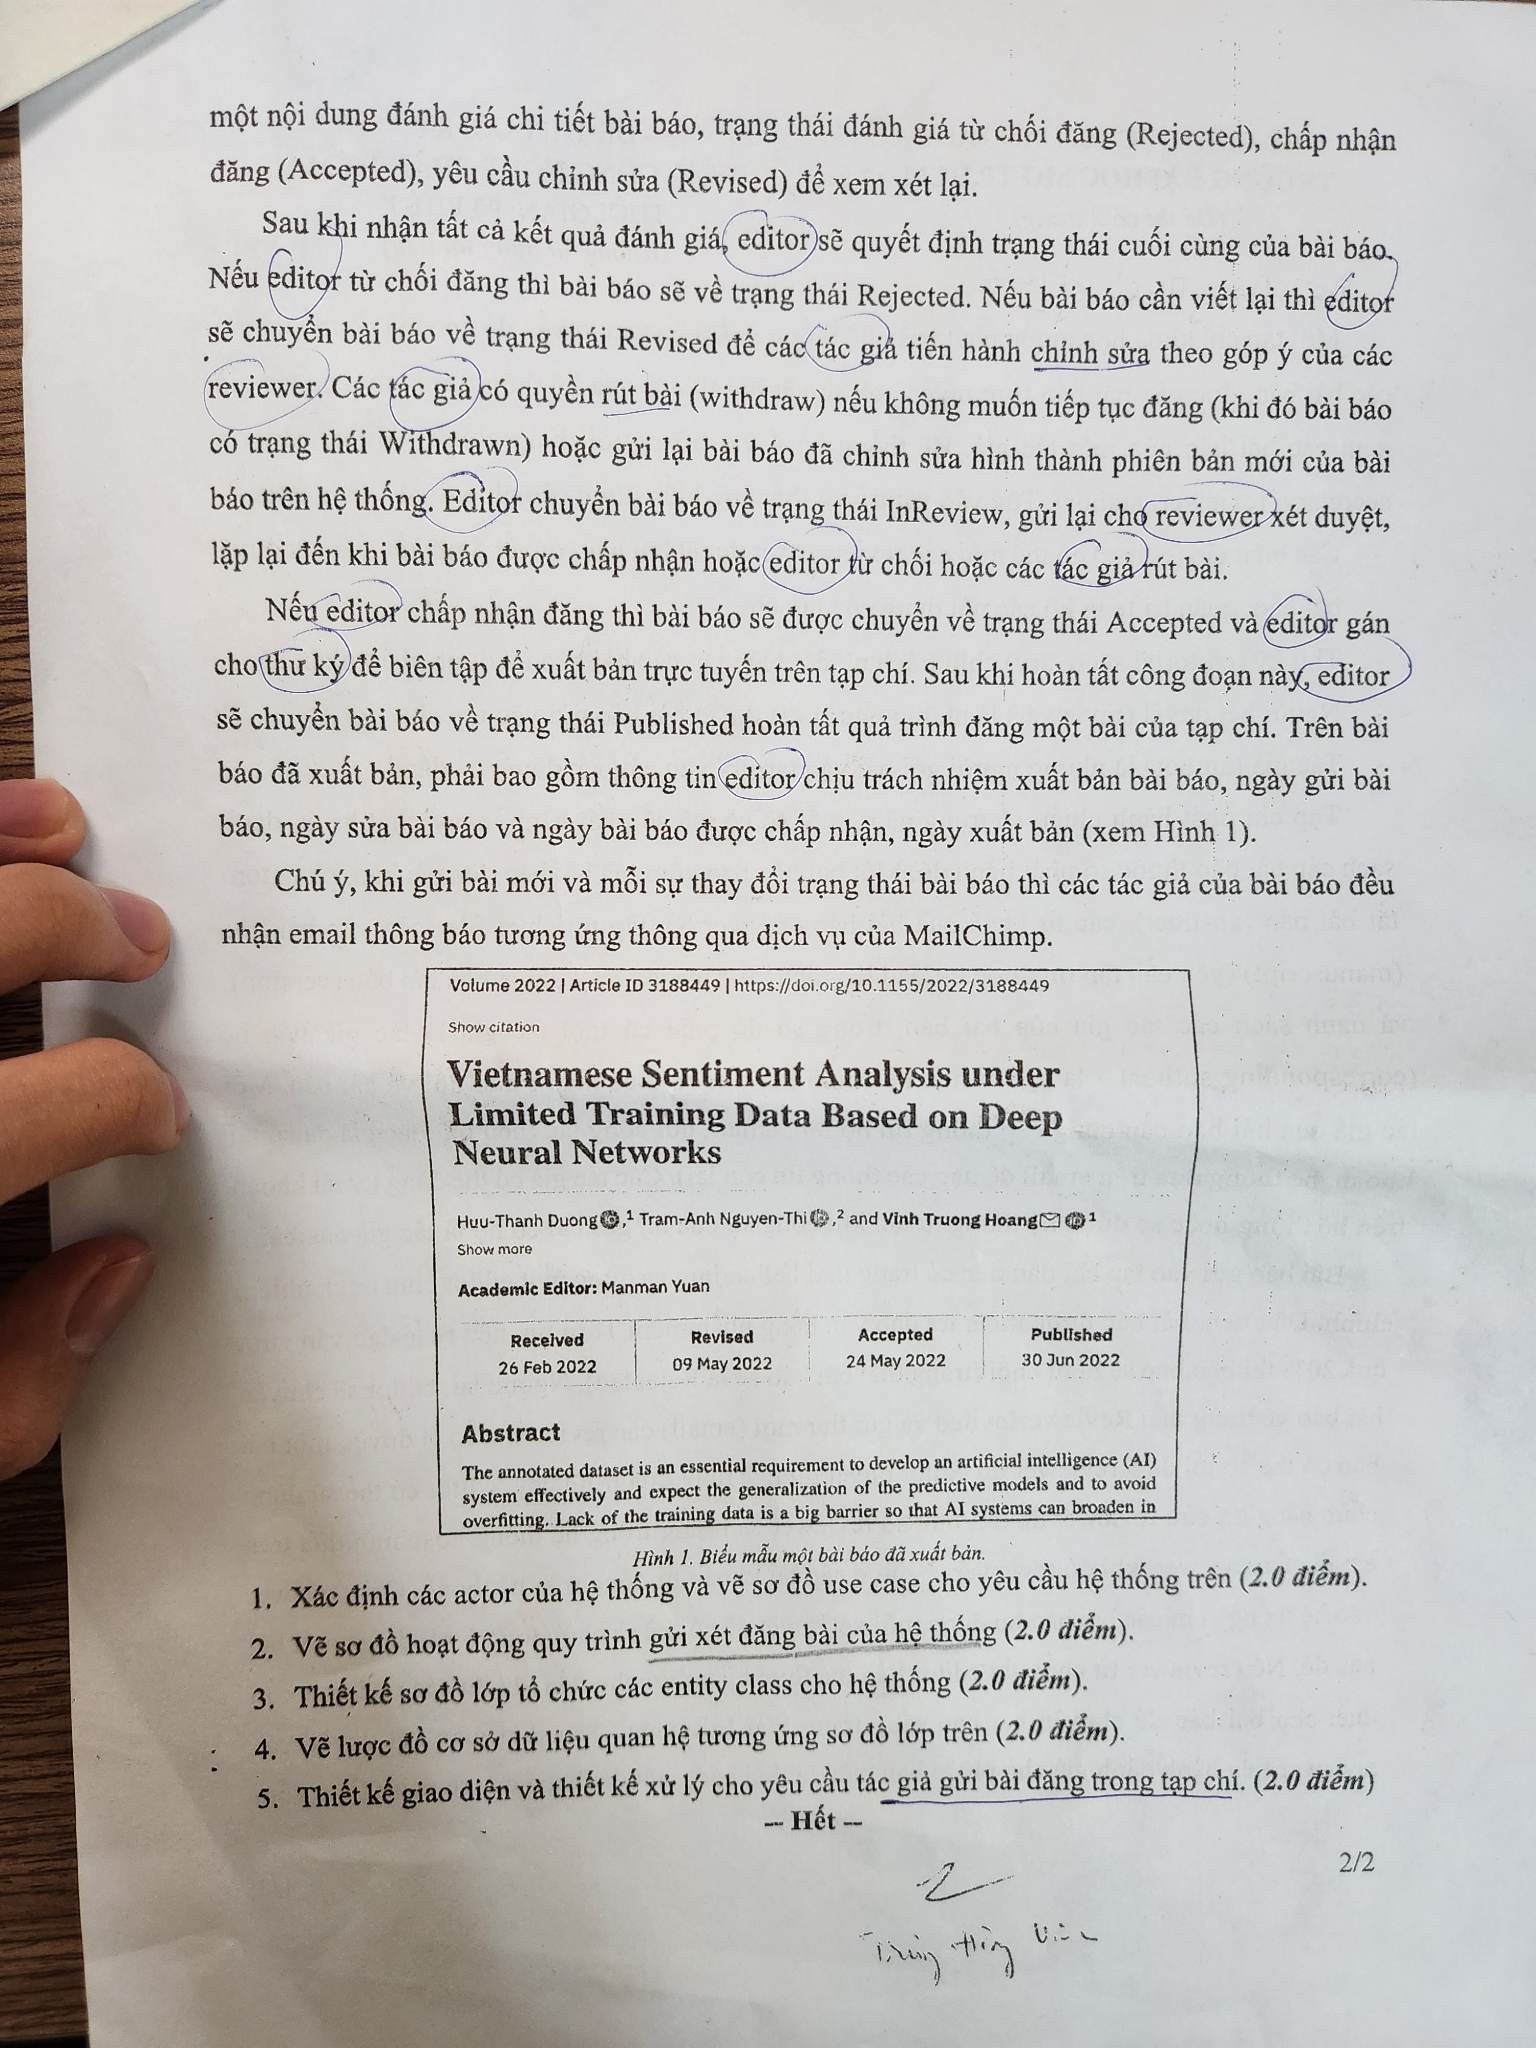 một nội dung đánh giá chi tiết bài báo, trạng thái đánh giá từ chối đăng (Rejected), chấp nhận
đăng (Accepted), yêu cầu chỉnh sửa (Revised) để xem xét lại.
Sau khi nhận tất cả kết quả đánh giá, editor sẽ quyết định trạng thái cuối cùng của bài báo.
Nếu editor từ chối đăng thì bài báo sẽ về trạng thái Rejected. Nếu bài báo cần viết lại thì editor
sẽ chuyển bài báo về trạng thái Revised để các tác giả tiến hành chỉnh sửa theo góp ý của các
reviewer. Các tác giả có quyền rút bài (withdraw) nếu không muốn tiếp tục đăng (khi đó bài báo
có trạng thái Withdrawn) hoặc gửi lại bài báo đã chỉnh sửa hình thành phiên bản mới của bài
báo trên hệ thống. Editor chuyển bài báo về trạng thái InReview, gửi lại cho reviewer xét duyệt,
lặp lại đến khi bài báo được chấp nhận hoặc editor từ chối hoặc các tác giả rút bài.
Nếu editor chấp nhận đăng thì bài báo sẽ được chuyển về trạng thái Accepted và editor gán
cho thư ký để biên tập để xuất bản trực tuyến trên tạp chí. Sau khi hoàn tất công đoạn này, editor
sẽ chuyển bài báo về trạng thái Published hoàn tất quá trình đăng một bài của tạp chí. Trên bài
báo đã xuất bản, phải bao gồm thông tin editor chịu trách nhiệm xuất bản bài báo, ngày gửi bài
báo, ngày sửa bài báo và ngày bài báo được chấp nhận, ngày xuất bản (xem Hình 1).
Chú ý, khi gửi bài mới và mỗi sự thay đổi trạng thái bài báo thì các tác giả của bài báo đều
nhận email thông báo tương ứng thông qua dịch vụ của MailChimp.
Volume 2022 | Article ID 3188449 | https://doi.org/10.1155/2022/3188449
Show citation
Vietnamese Sentiment Analysis under
Limited Training Data Based on Deep
Neural Networks
Huu-Thanh Duong,¹ Tram-Anh Nguyen-Thi,² and Vinh Truong Hoang ¹
Show more
Academic Editor: Manman Yuan
Received Revised Accepted Published
26 Feb 2022 09 May 2022 24 May 2022 30 Jun 2022
Abstract
The annotated dataset is an essential requirement to develop an artificial intelligence (AI)
system effectively and expect the generalization of the predictive models and to avoid
overfitting. Lack of the training data is a big barrier so that AI systems can broaden in
Hình 1. Biểu mẫu một bài báo đã xuất bản.
1. Xác định các actor của hệ thống và vẽ sơ đồ use case cho yêu cầu hệ thống trên (2.0 điểm).
2. Vẽ sơ đồ hoạt động quy trình gửi xét đăng bài của hệ thống (2.0 điểm).
3. Thiết kế sơ đồ lớp tổ chức các entity class cho hệ thống (2.0 điểm).
4. Vẽ lược đồ cơ sở dữ liệu quan hệ tương ứng sơ đồ lớp trên (2.0 điểm).
5. Thiết kế giao diện và thiết kế xử lý cho yêu cầu tác giả gửi bài đăng trong tạp chí. (2.0 điểm)
-- Hết --
2/2